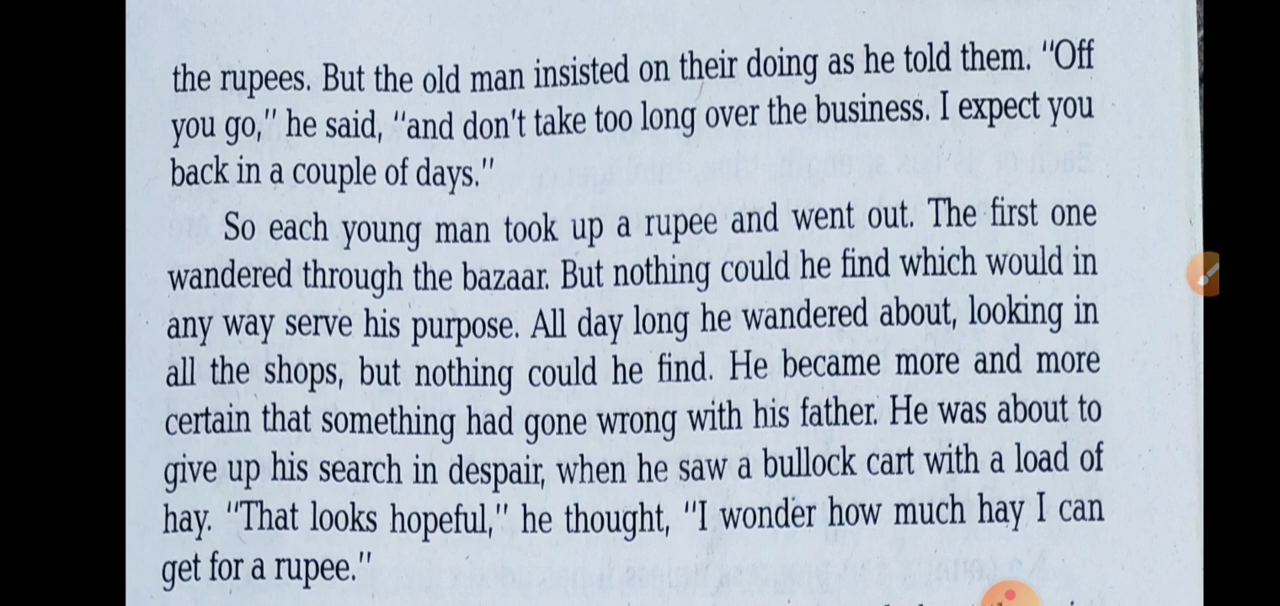 the rupees. But the old man insisted on their doing as he told them. "Off
you go," he said, "and don't take too long over the business. I expect you
back in a couple of days."
So each young man took up a rupee and went out. The first one
wandered through the bazaar. But nothing could he find which would in
any way serve his purpose. All day long he wandered about, looking in
all the shops, but nothing could he find. He became more and more
certain that something had gone wrong with his father. He was about to
give up his search in despair, when he saw a bullock cart with a load of
hay. "That looks hopeful," he thought, "I wonder how much hay I can
get for a rupee."